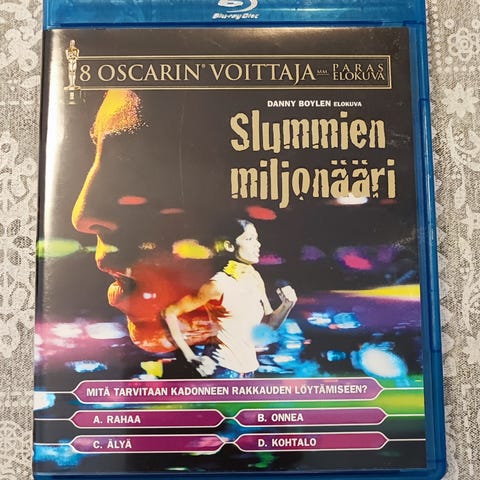 Blu-ray Disc
8 OSCARIN® VOITTAJA MM. PARAS ELOKUVA
DANNY BOYLEN ELOKUVA
Slummien
miljonääri
MITÄ TARVITAAN KADONNEEN RAKKAUDEN LÖYTÄMISEEN?
A. RAHAA B. ONNEA
C. ÄLYÄ D. KOHTALO